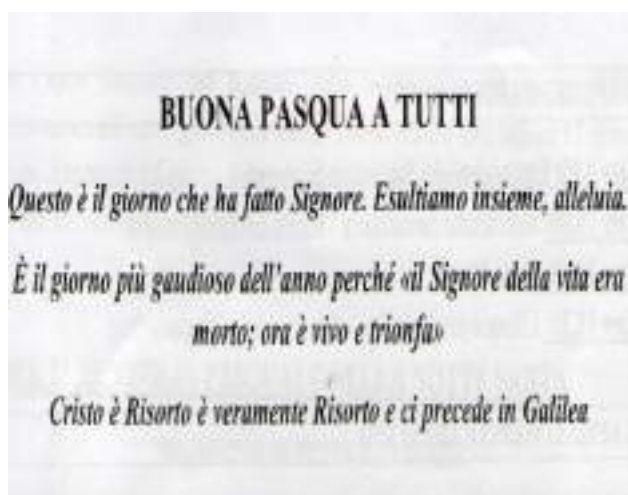 BUONA PASQUA A TUTTI
Questo è il giorno che ha fatto Signore. Esultiamo insieme, alleluia.
È il giorno più gaudioso dell'anno perché «il Signore della vita era
morto; ora è vivo e trionfa»
Cristo è Risorto è veramente Risorto e ci precede in Galilea